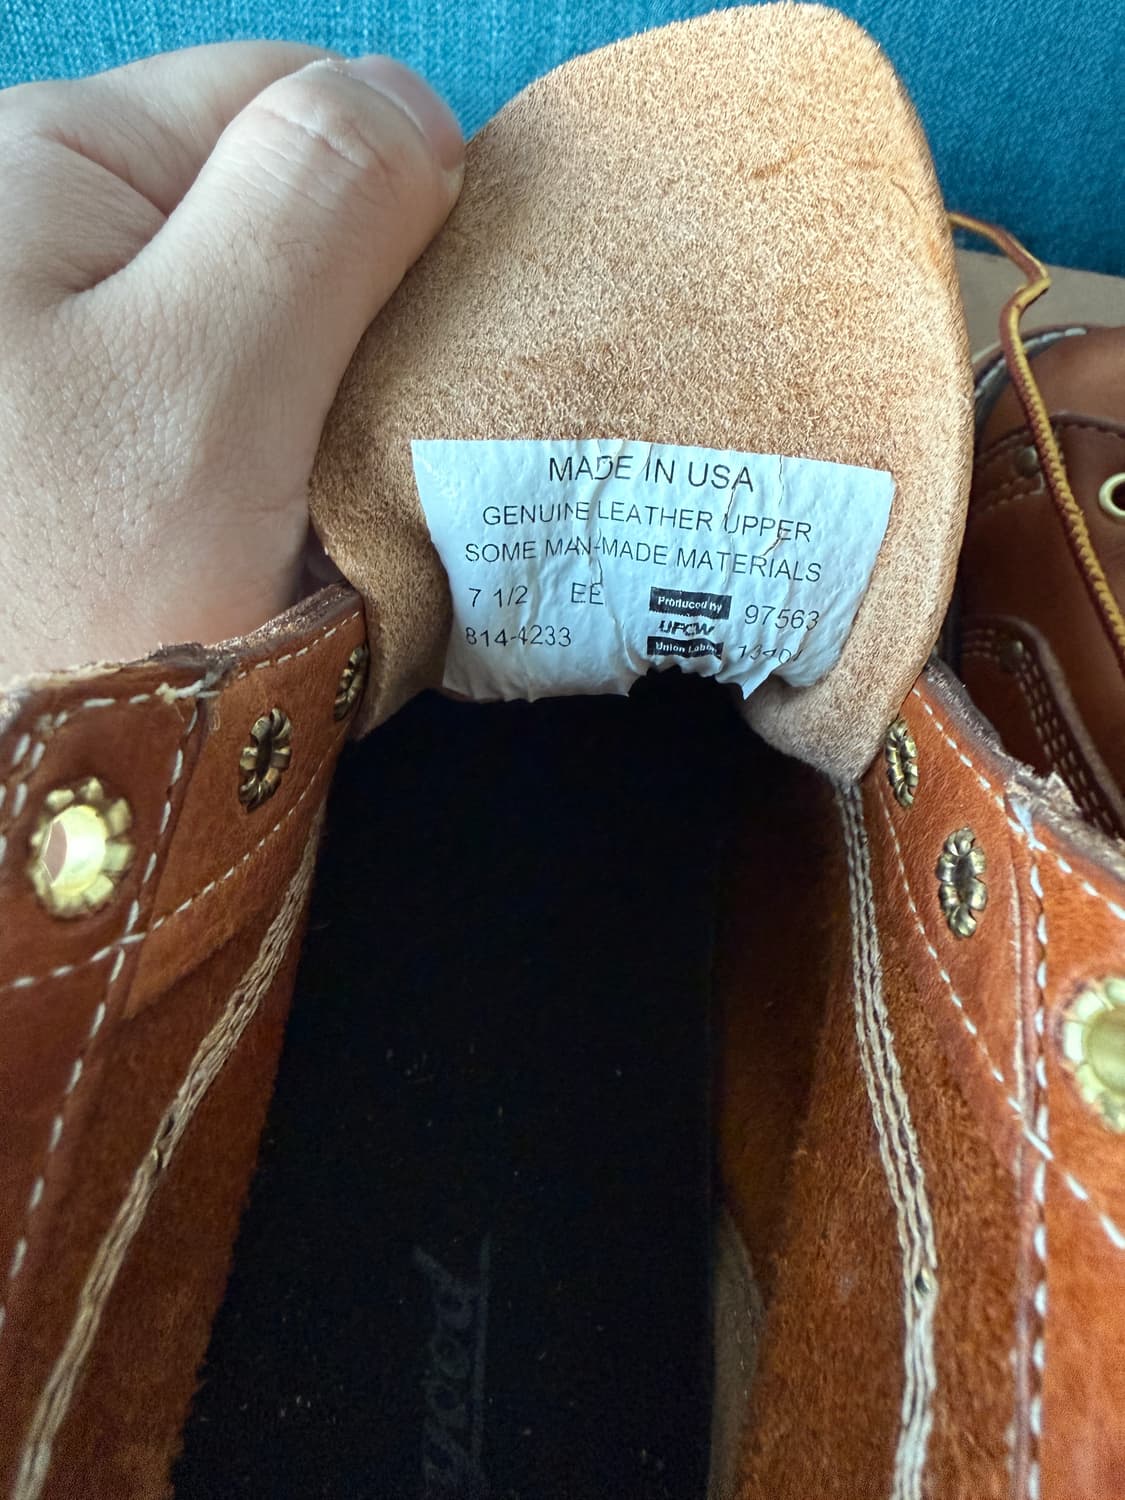 MADE IN USA
GENUINE LEATHER UPPER
SOME MAN-MADE MATERIALS
7 1/2 EE Produced by 97563
UFCW
814-4233 Union Labor